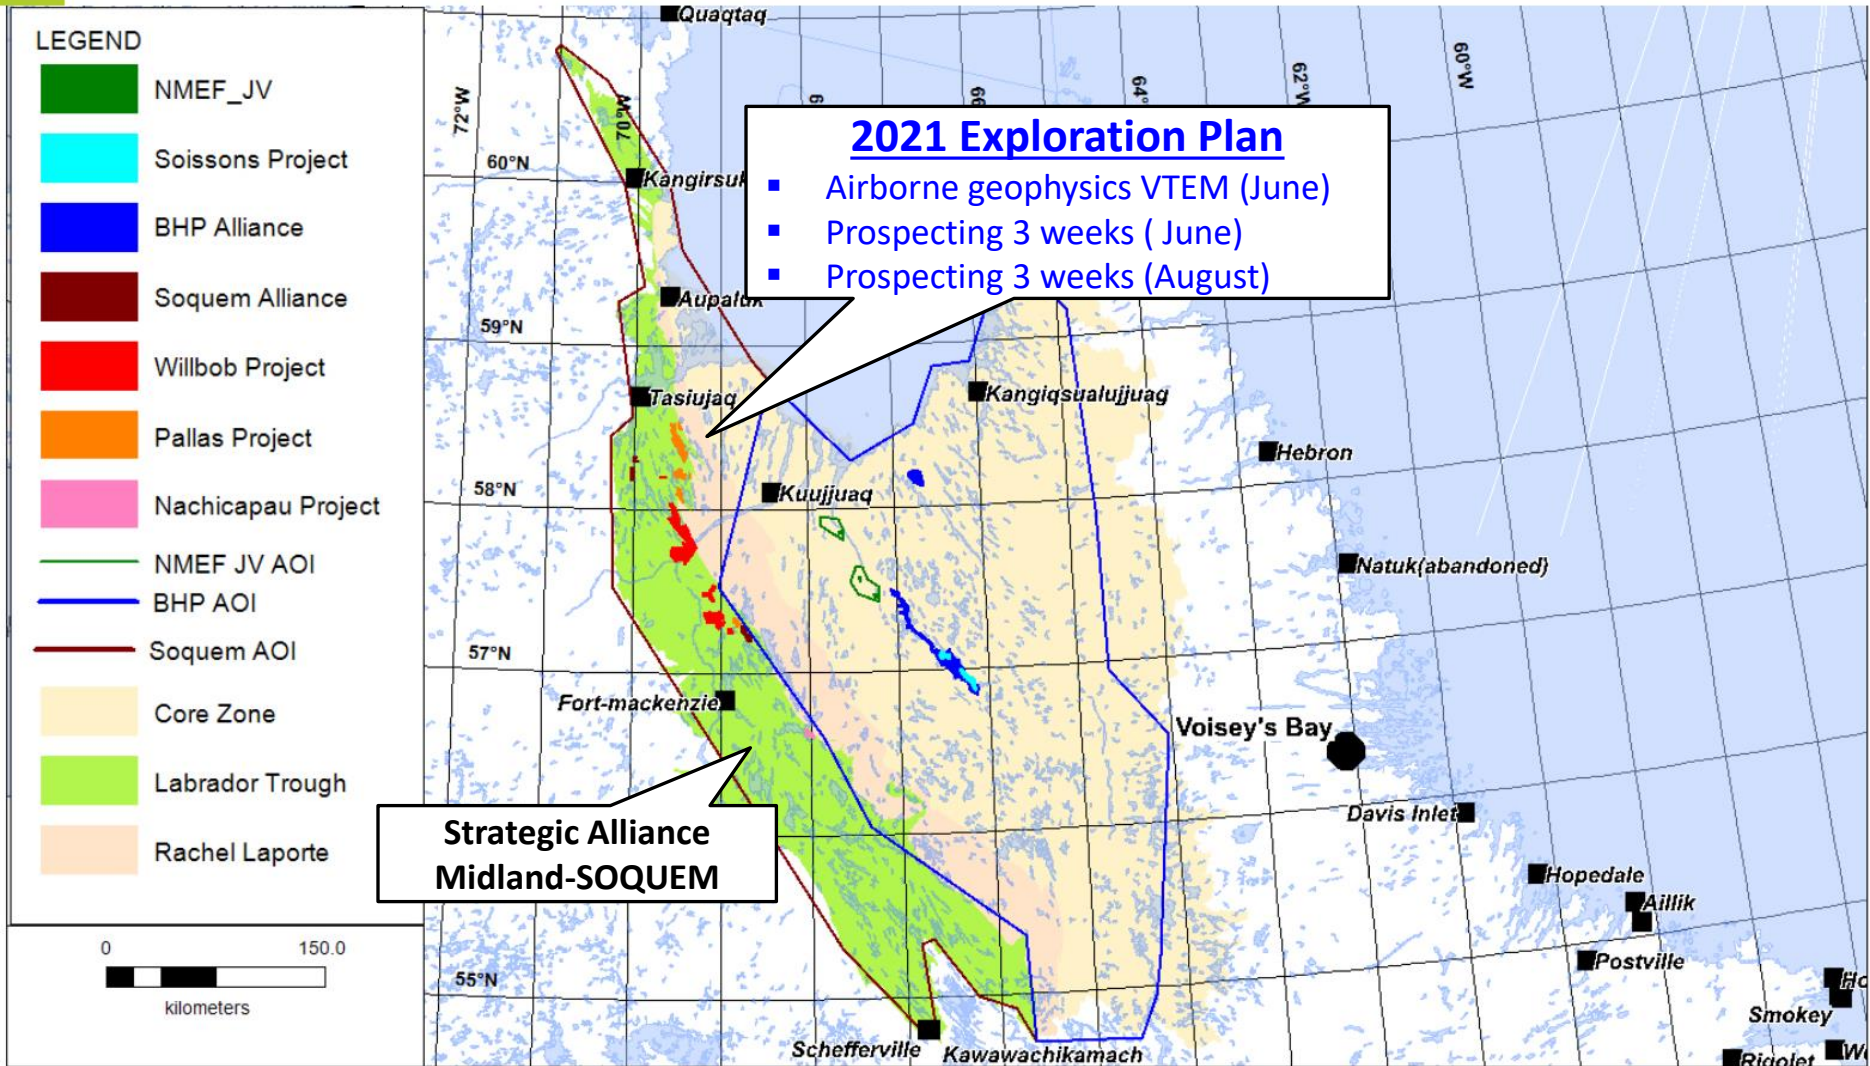 LEGEND
NMEF_JV
Soissons Project
BHP Alliance
Soquem Alliance
Willbob Project
Pallas Project
Nachicapau Project
NMEF JV AOI
BHP AOI
Soquem AOI
Core Zone
Labrador Trough
Rachel Laporte
0 150.0
kilometers
Quaqtaq
72°W
70°W
66
64°
62°W
60°W
60°N
Kangirsuk
2021 Exploration Plan
▪ Airborne geophysics VTEM (June)
▪ Prospecting 3 weeks ( June)
▪ Prospecting 3 weeks (August)
Aupaluk
59°N
Tasiujaq
Kangiqsualujjuag
Hebron
58°N
Kuujjuaq
Natuk(abandoned)
57°N
Fort-mackenzie
Voisey's Bay
Davis Inlet
Strategic Alliance
Midland-SOQUEM
Hopedale
Aillik
Postville
55°N
Smokey
Schefferville
Kawawachikamach
Rigolet